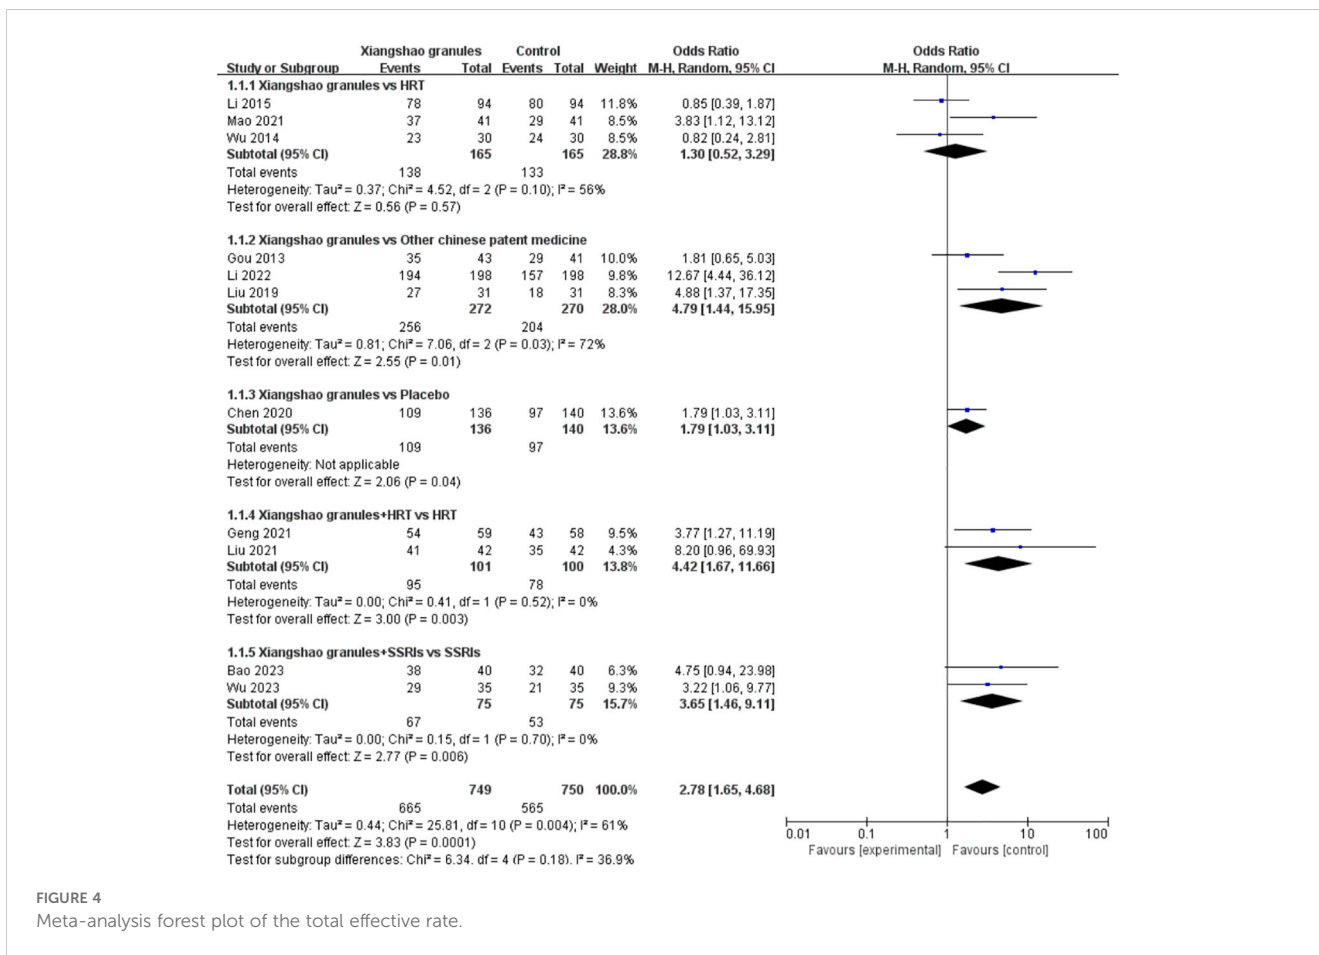 Xiangshao granules Control Odds Ratio Odds Ratio
Study or Subgroup Events Total Events Total Weight M-H, Random, 95% CI M-H, Random, 95% CI
1.1.1 Xiangshao granules vs HRT
Li 2015 78 94 80 94 11.8% 0.85 [0.39, 1.87]
Mao 2021 37 41 29 41 8.5% 3.83 [1.12, 13.12]
Wu 2014 23 30 24 30 8.5% 0.82 [0.24, 2.81]
Subtotal (95% CI) 165 165 28.8% 1.30 [0.52, 3.29]
Total events 138 133
Heterogeneity: Tau² = 0.37; Chi² = 4.52, df = 2 (P = 0.10); I² = 56%
Test for overall effect: Z = 0.56 (P = 0.57)
1.1.2 Xiangshao granules vs Other chinese patent medicine
Gou 2013 35 43 29 41 10.0% 1.81 [0.65, 5.03]
Li 2022 194 198 157 198 9.8% 12.67 [4.44, 36.12]
Liu 2019 27 31 18 31 8.3% 4.88 [1.37, 17.35]
Subtotal (95% CI) 272 270 28.0% 4.79 [1.44, 15.95]
Total events 256 204
Heterogeneity: Tau² = 0.81; Chi² = 7.06, df = 2 (P = 0.03); I² = 72%
Test for overall effect: Z = 2.55 (P = 0.01)
1.1.3 Xiangshao granules vs Placebo
Chen 2020 109 136 97 140 13.6% 1.79 [1.03, 3.11]
Subtotal (95% CI) 136 140 13.6% 1.79 [1.03, 3.11]
Total events 109 97
Heterogeneity: Not applicable
Test for overall effect: Z = 2.06 (P = 0.04)
1.1.4 Xiangshao granules+HRT vs HRT
Geng 2021 54 59 43 58 9.5% 3.77 [1.27, 11.19]
Liu 2021 41 42 35 42 4.3% 8.20 [0.96, 69.93]
Subtotal (95% CI) 101 100 13.8% 4.42 [1.67, 11.66]
Total events 95 78
Heterogeneity: Tau² = 0.00; Chi² = 0.41, df = 1 (P = 0.52); I² = 0%
Test for overall effect: Z = 3.00 (P = 0.003)
1.1.5 Xiangshao granules+SSRIs vs SSRIs
Bao 2023 38 40 32 40 6.3% 4.75 [0.94, 23.98]
Wu 2023 29 35 21 35 9.3% 3.22 [1.06, 9.77]
Subtotal (95% CI) 75 75 15.7% 3.65 [1.46, 9.11]
Total events 67 53
Heterogeneity: Tau² = 0.00; Chi² = 0.15, df = 1 (P = 0.70); I² = 0%
Test for overall effect: Z = 2.77 (P = 0.006)
Total (95% CI) 749 750 100.0% 2.78 [1.65, 4.68]
Total events 665 565
Heterogeneity: Tau² = 0.44; Chi² = 25.81, df = 10 (P = 0.004); I² = 61%
Test for overall effect: Z = 3.83 (P = 0.0001)
Test for subgroup differences: Chi² = 6.34, df = 4 (P = 0.18), I² = 36.9%
0.01 0.1 1 10 100
Favours [experimental] Favours [control]
FIGURE 4
Meta-analysis forest plot of the total effective rate.